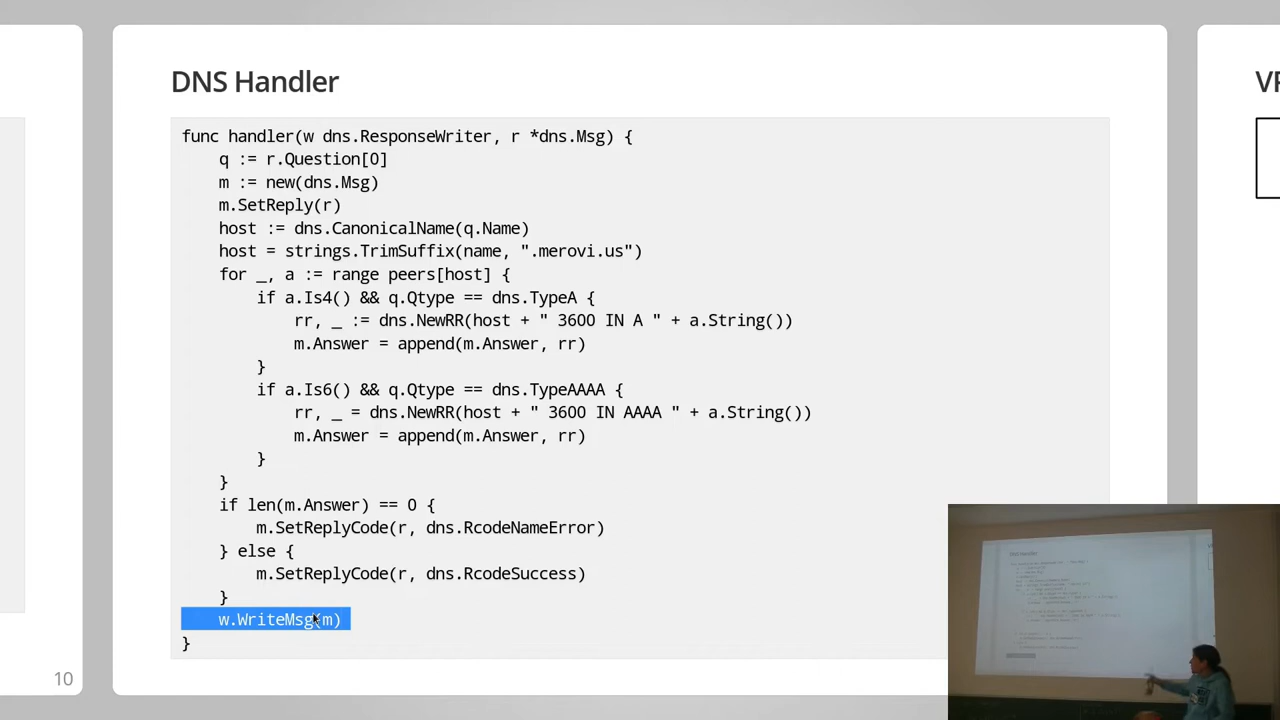 DNS Handler
func handler(w dns.ResponseWriter, r *dns.Msg) {
    q := r.Question[0]
    m := new(dns.Msg)
    m.SetReply(r)
    host := dns.CanonicalName(q.Name)
    host = strings.TrimSuffix(name, ".merovi.us")
    for _, a := range peers[host] {
        if a.Is4() && q.Qtype == dns.TypeA {
            rr, _ := dns.NewRR(host + " 3600 IN A " + a.String())
            m.Answer = append(m.Answer, rr)
        }
        if a.Is6() && q.Qtype == dns.TypeAAAA {
            rr, _ = dns.NewRR(host + " 3600 IN AAAA " + a.String())
            m.Answer = append(m.Answer, rr)
        }
    }
    if len(m.Answer) == 0 {
        m.SetReplyCode(r, dns.RcodeNameError)
    } else {
        m.SetReplyCode(r, dns.RcodeSuccess)
    }
    w.WriteMsg(m)
}
10